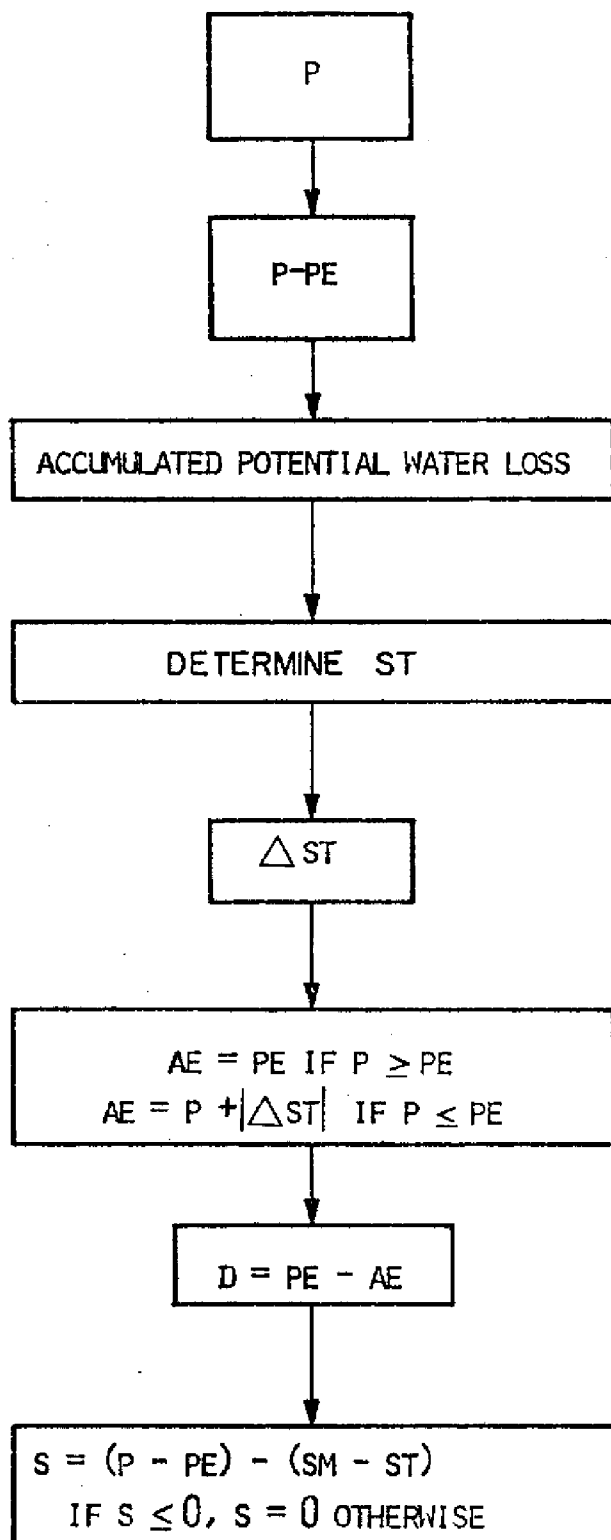 P
P-PE
ACCUMULATED POTENTIAL WATER LOSS
DETERMINE ST
△ ST
AE = PE IF P ≥ PE
AE = P +|△ST| IF P ≤ PE
D = PE - AE
S = (P - PE) - (SM - ST)
IF S ≤ 0, S = 0 OTHERWISE